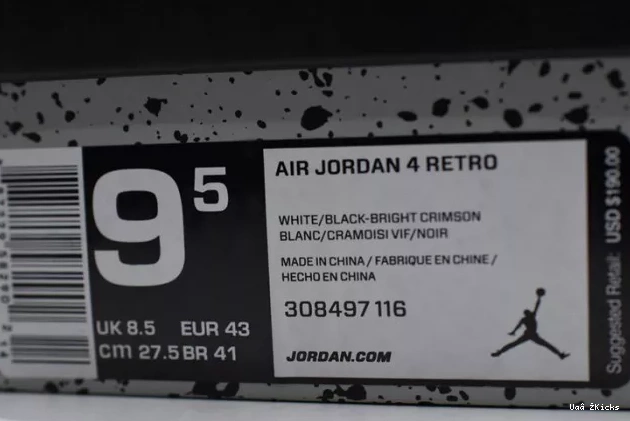 9 5
UK 8.5 EUR 43
cm 27.5 BR 41
AIR JORDAN 4 RETRO
WHITE/BLACK-BRIGHT CRIMSON
BLANC/CRAMOISI VIF/NOIR
MADE IN CHINA / FABRIQUE EN CHINE /
HECHO EN CHINA
308497 116
JORDAN.COM
Suggested Retail: USD $190.00